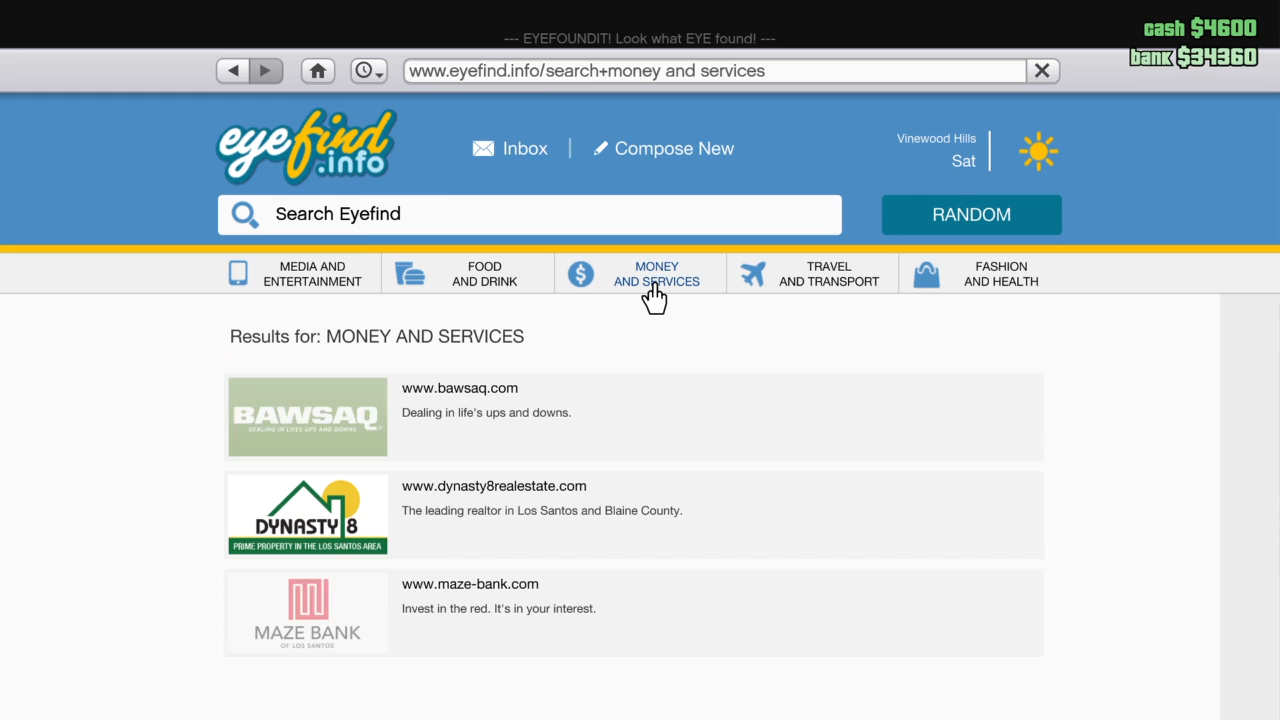 --- EYEFOUNDIT! Look what EYE found! ---
cash $4600
bank $34360
www.eyefind.info/search+money and services
eyefind
.info
Inbox
Compose New
Vinewood Hills
Sat
Search Eyefind
RANDOM
MEDIA AND
ENTERTAINMENT
FOOD
AND DRINK
MONEY
AND SERVICES
TRAVEL
AND TRANSPORT
FASHION
AND HEALTH
Results for: MONEY AND SERVICES
BAWSAQ
DEALING IN LIFE'S UPS AND DOWNS
www.bawsaq.com
Dealing in life's ups and downs.
DYNASTY 8
PRIME PROPERTY IN THE LOS SANTOS AREA
www.dynasty8realestate.com
The leading realtor in Los Santos and Blaine County.
MAZE BANK
OF LOS SANTOS
www.maze-bank.com
Invest in the red. It's in your interest.